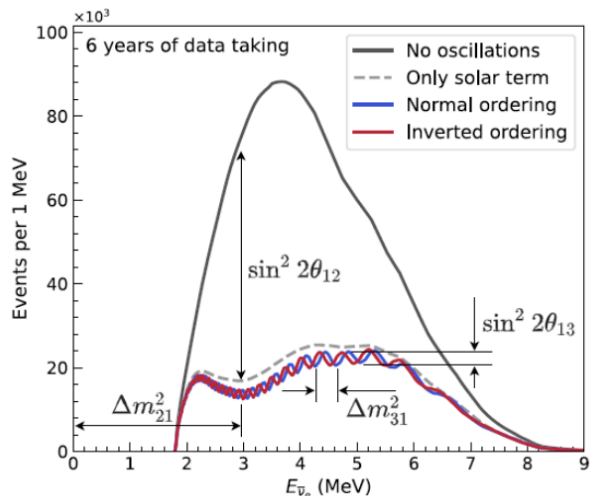 ×10³
100
80
60
40
20
0
Events per 1 MeV
6 years of data taking
No oscillations
Only solar term
Normal ordering
Inverted ordering
sin² 2θ₁₂
sin² 2θ₁₃
Δm²₂₁
Δm²₃₁
0 1 2 3 4 5 6 7 8 9
E_ν̅ₑ (MeV)